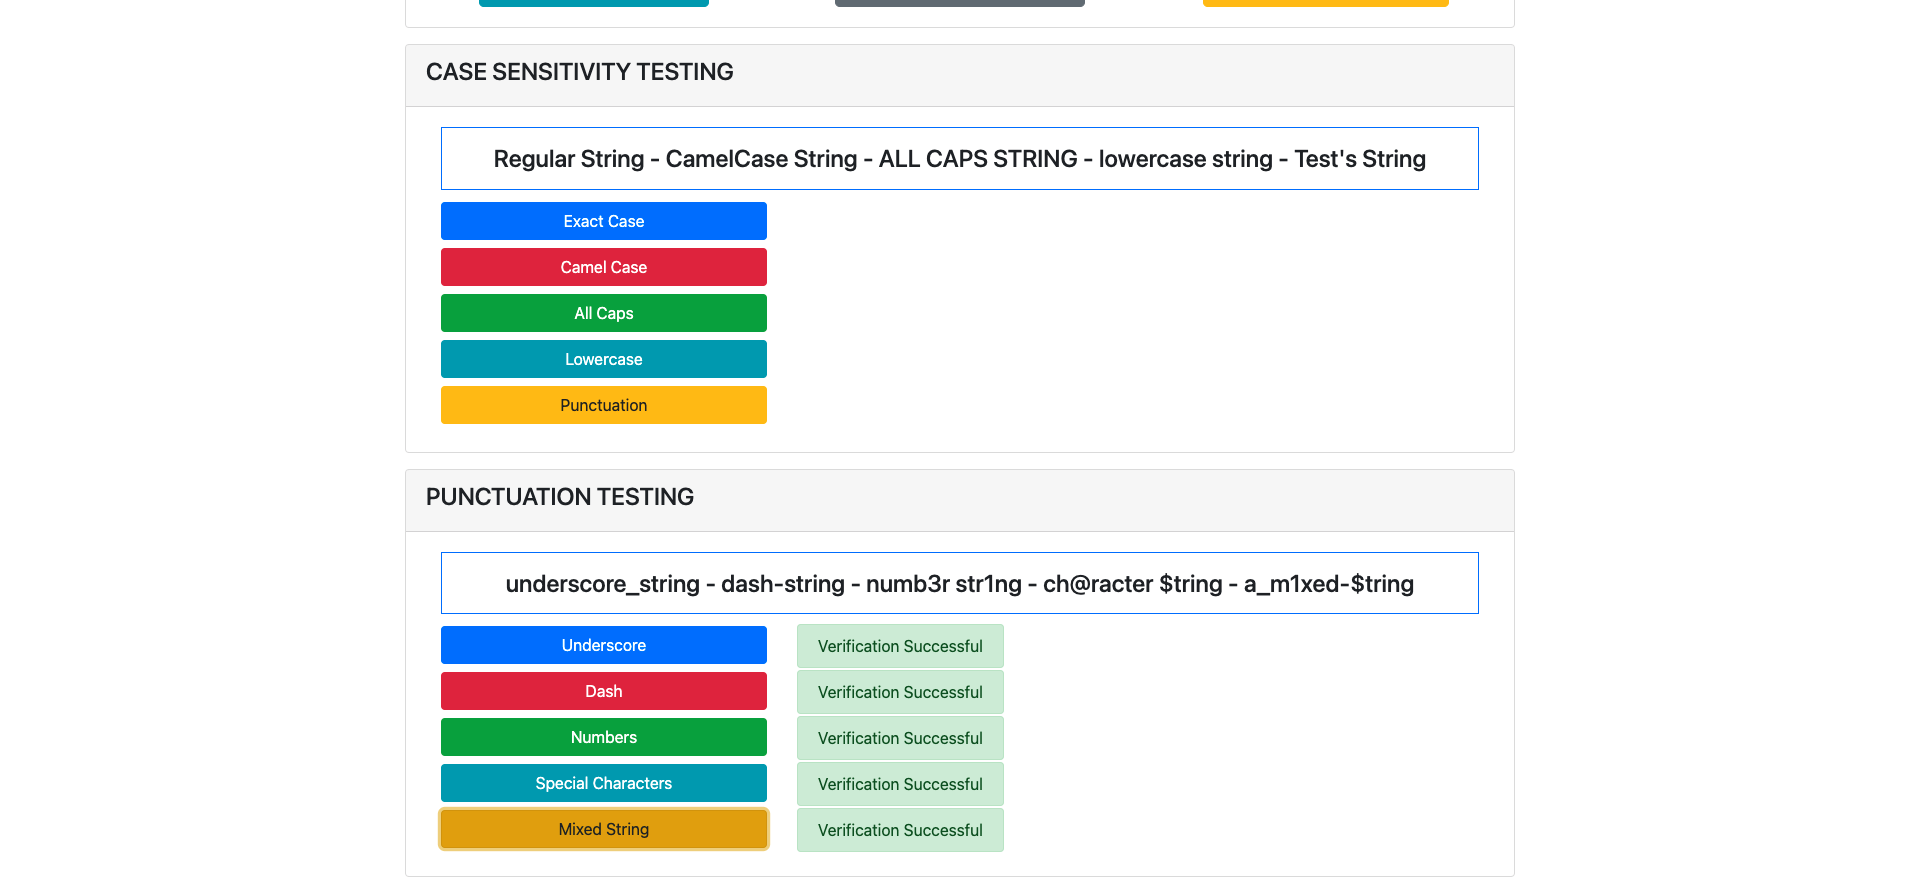 CASE SENSITIVITY TESTING
Regular String - CamelCase String - ALL CAPS STRING - lowercase string - Test's String
Exact Case
Camel Case
All Caps
Lowercase
Punctuation
PUNCTUATION TESTING
underscore_string - dash-string - numb3r str1ng - ch@racter $tring - a_m1xed-$tring
Underscore
Verification Successful
Dash
Verification Successful
Numbers
Verification Successful
Special Characters
Verification Successful
Mixed String
Verification Successful